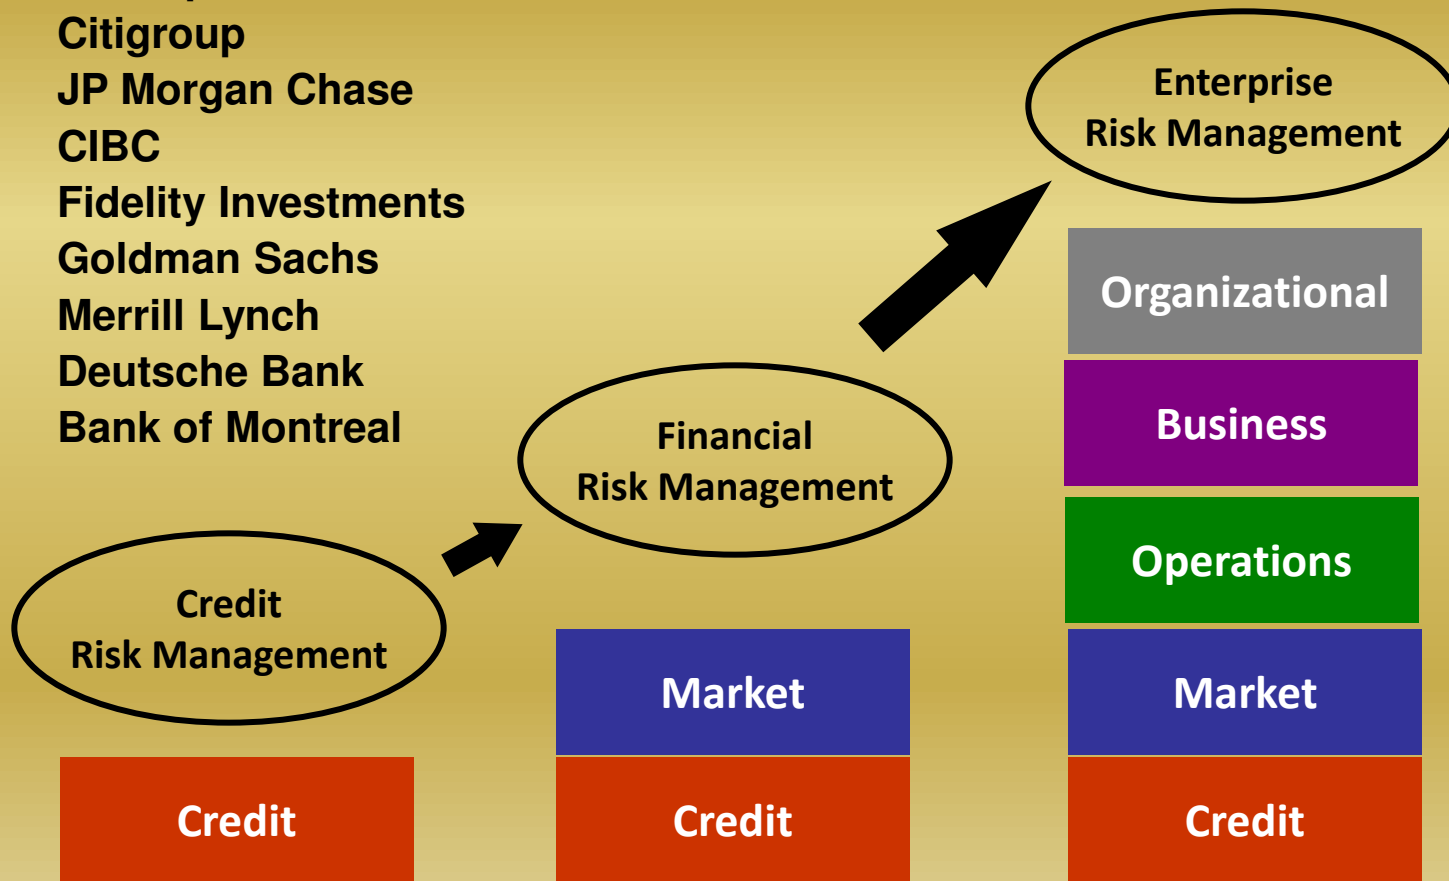 Citigroup
JP Morgan Chase
CIBC
Fidelity Investments
Goldman Sachs
Merrill Lynch
Deutsche Bank
Bank of Montreal
Enterprise
Risk Management
Organizational
Business
Operations
Market
Credit
Financial
Risk Management
Market
Credit
Credit
Risk Management
Credit